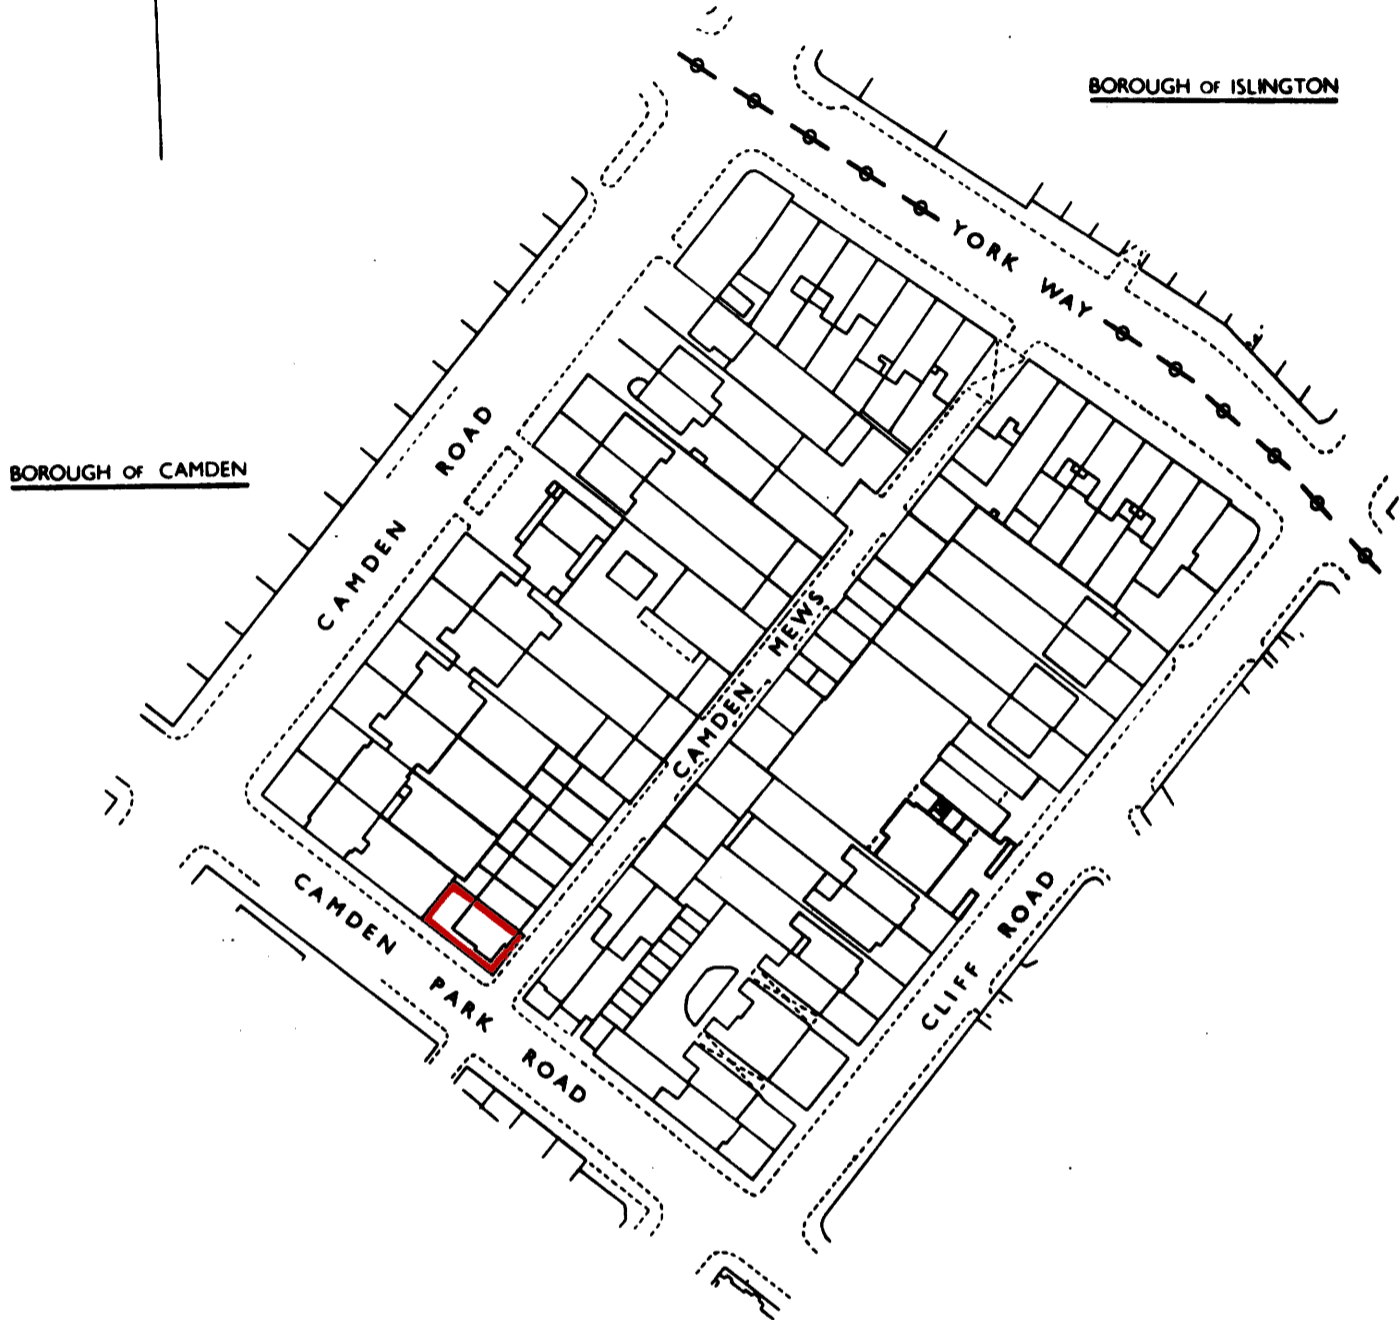 BOROUGH OF ISLINGTON
YORK WAY
CAMDEN ROAD
BOROUGH OF CAMDEN
CAMDEN MEWS
CAMDEN PARK ROAD
CLIFF ROAD